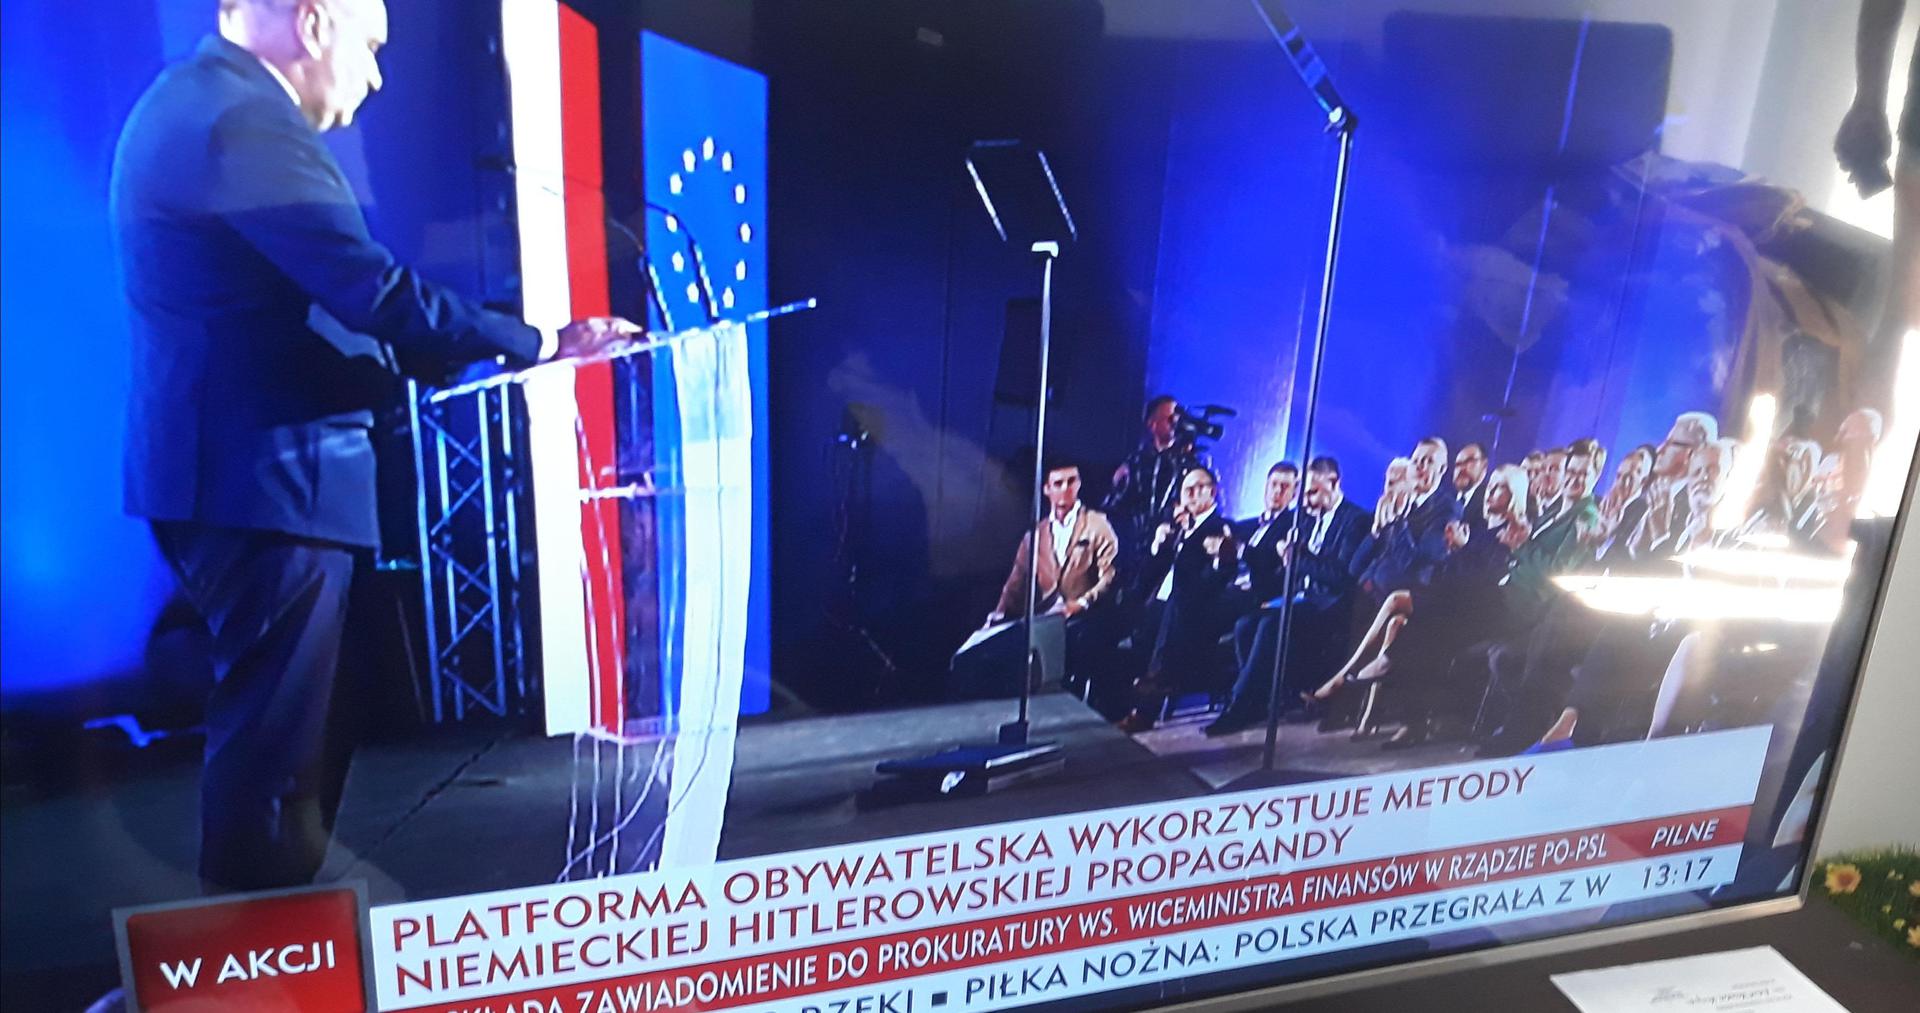 PLATFORMA OBYWATELSKA WYKORZYSTUJE METODY
NIEMIECKIEJ HITLEROWSKIEJ PROPAGANDY
W AKCJI
ZAWIADOMIENIE DO PROKURATURY WS. WICEMINISTRA FINANSÓW W RZĄDZIE PO-PSL
PILNE
■ PIŁKA NOŻNA: POLSKA PRZEGRAŁA Z W
13:17